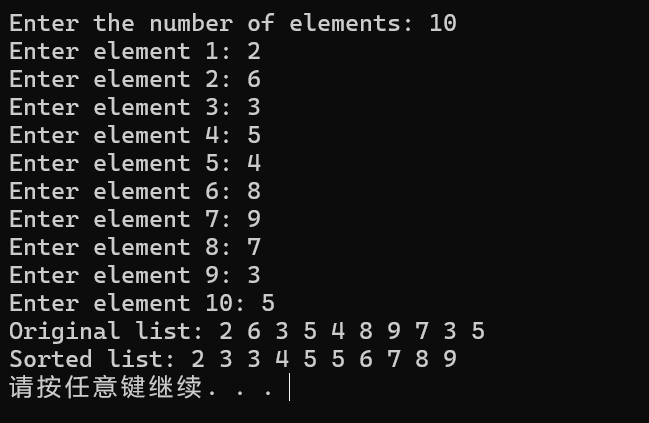 Enter the number of elements: 10
Enter element 1: 2
Enter element 2: 6
Enter element 3: 3
Enter element 4: 5
Enter element 5: 4
Enter element 6: 8
Enter element 7: 9
Enter element 8: 7
Enter element 9: 3
Enter element 10: 5
Original list: 2 6 3 5 4 8 9 7 3 5
Sorted list: 2 3 3 4 5 5 6 7 8 9
请按任意键继续. . .